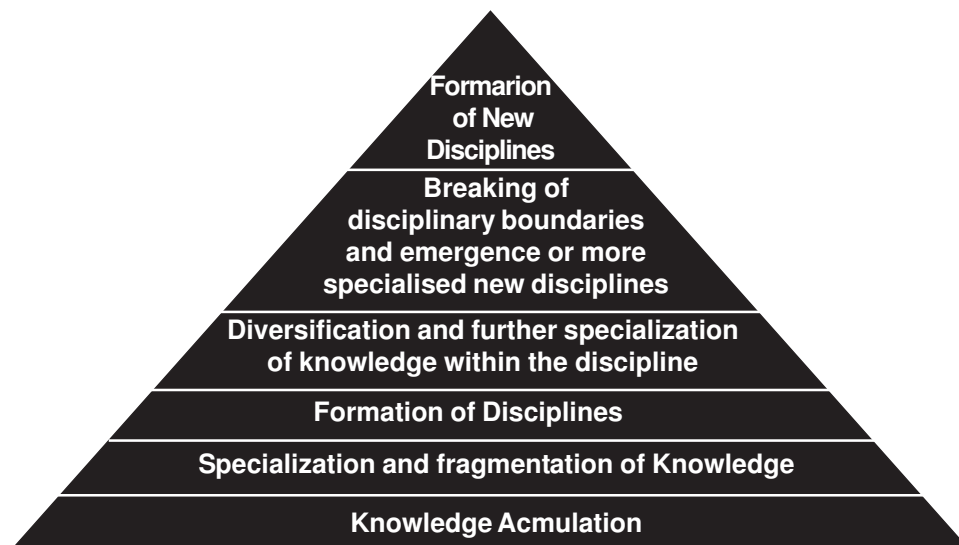 Formarion
of New
Disciplines
Breaking of
disciplinary boundaries
and emergence or more
specialised new disciplines
Diversification and further specialization
of knowledge within the discipline
Formation of Disciplines
Specialization and fragmentation of Knowledge
Knowledge Acmulation